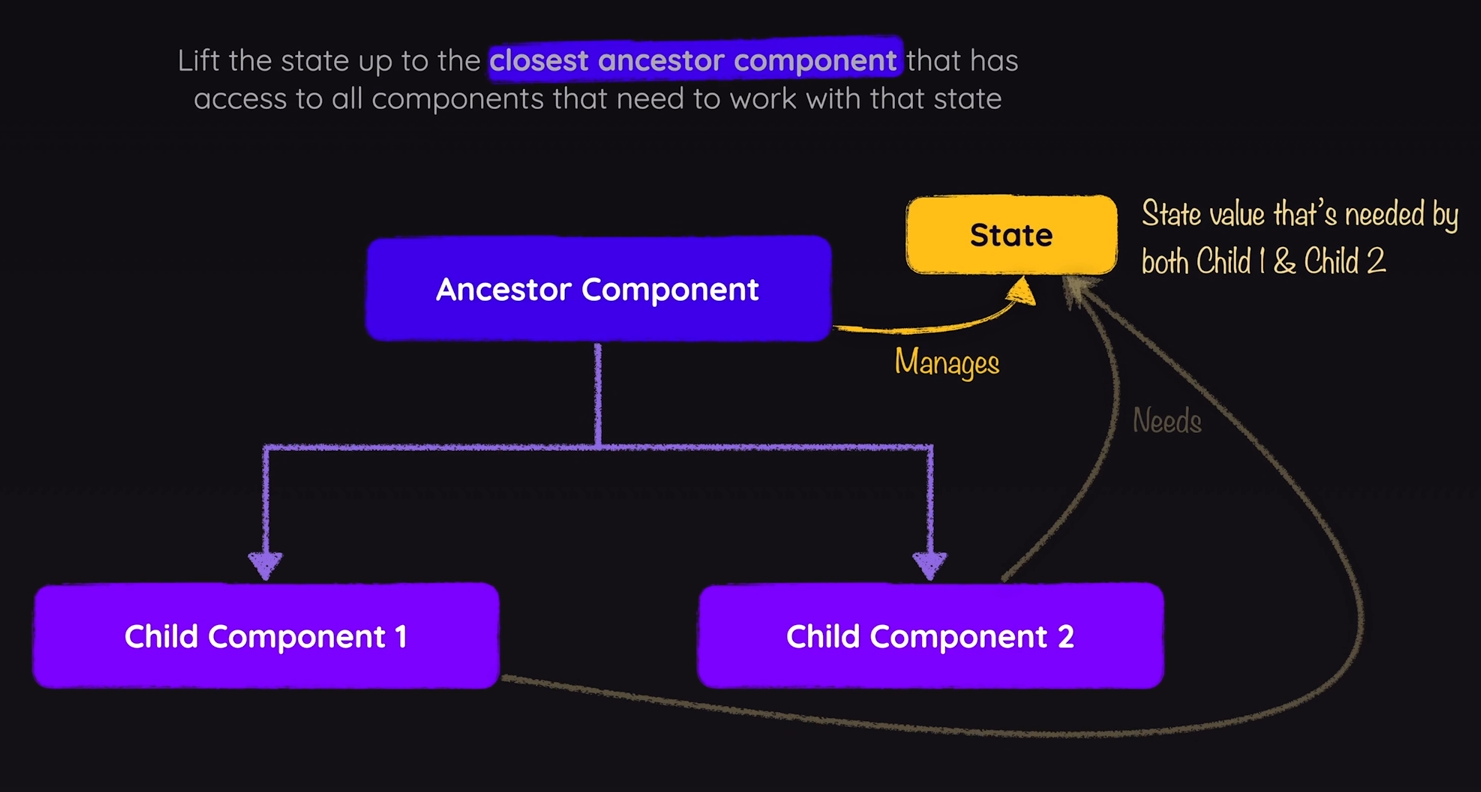 Lift the state up to the closest ancestor component that has
access to all components that need to work with that state
State
State value that's needed by
both Child 1 & Child 2
Ancestor Component
Manages
Needs
Child Component 1
Child Component 2